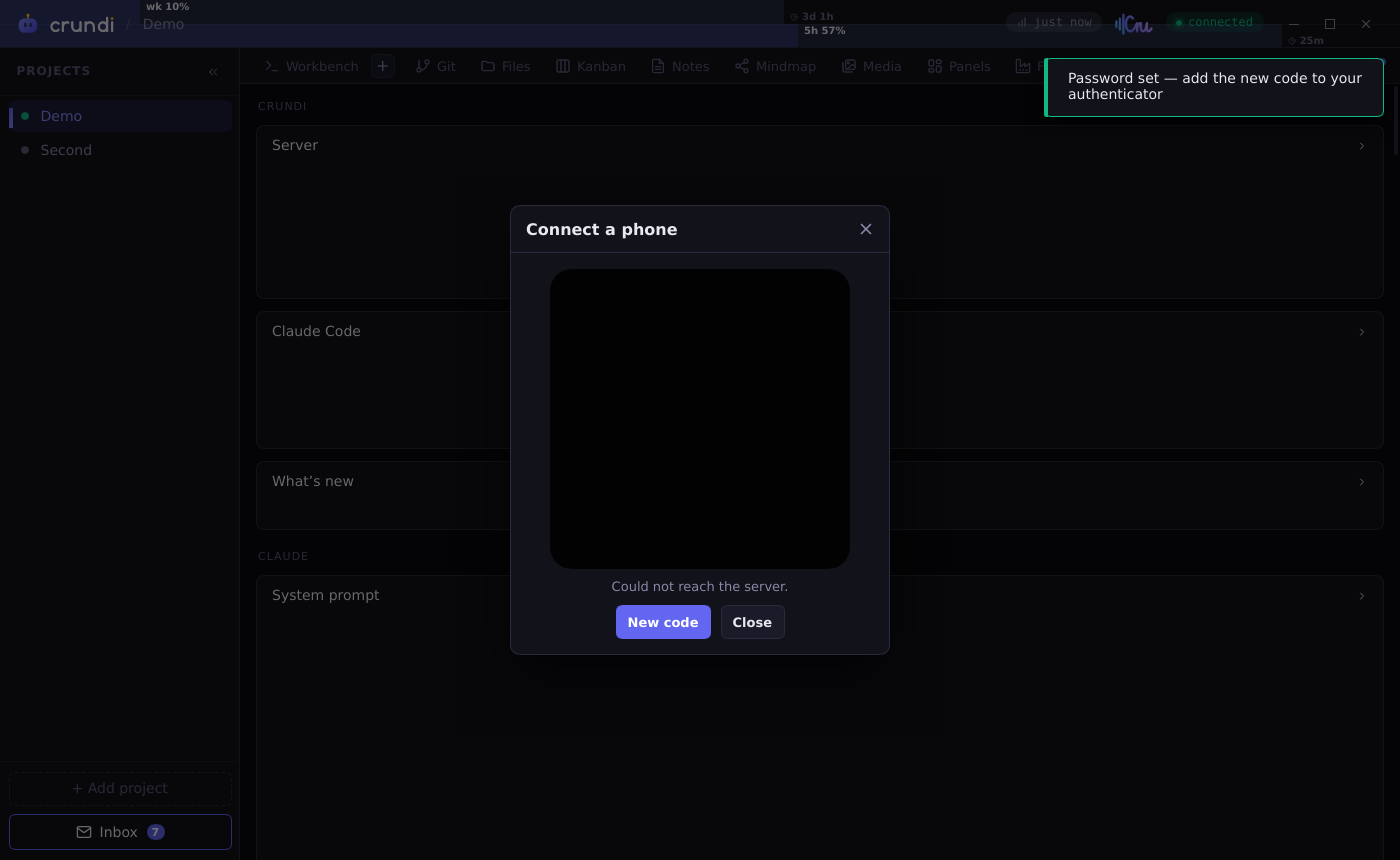 crundi / Demo
wk 10%
3d 1h
5h 57%
just now
Cru
connected
25m
PROJECTS
Workbench
Git
Files
Kanban
Notes
Mindmap
Media
Panels
Password set — add the new code to your
authenticator
Demo
Second
CRUNDI
Server
Claude Code
What’s new
CLAUDE
System prompt
Connect a phone
Could not reach the server.
New code
Close
+ Add project
Inbox 7